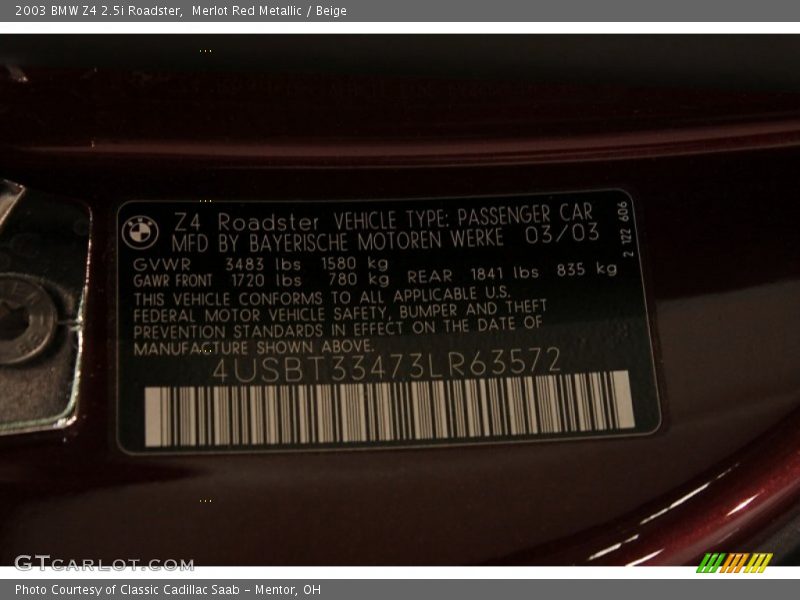 2003 BMW Z4 2.5i Roadster,  Merlot Red Metallic / Beige
Z4 Roadster VEHICLE TYPE: PASSENGER CAR
MFD BY BAYERISCHE MOTOREN WERKE 03/03
GVWR 3483 lbs 1580 kg
GAWR FRONT 1720 lbs 780 kg REAR 1841 lbs 835 kg
THIS VEHICLE CONFORMS TO ALL APPLICABLE U.S.
FEDERAL MOTOR VEHICLE SAFETY, BUMPER AND THEFT
PREVENTION STANDARDS IN EFFECT ON THE DATE OF
MANUFACTURE SHOWN ABOVE.
4USBT33473LR63572
2 122 606
GTCARLOT.COM
Photo Courtesy of Classic Cadillac Saab - Mentor, OH